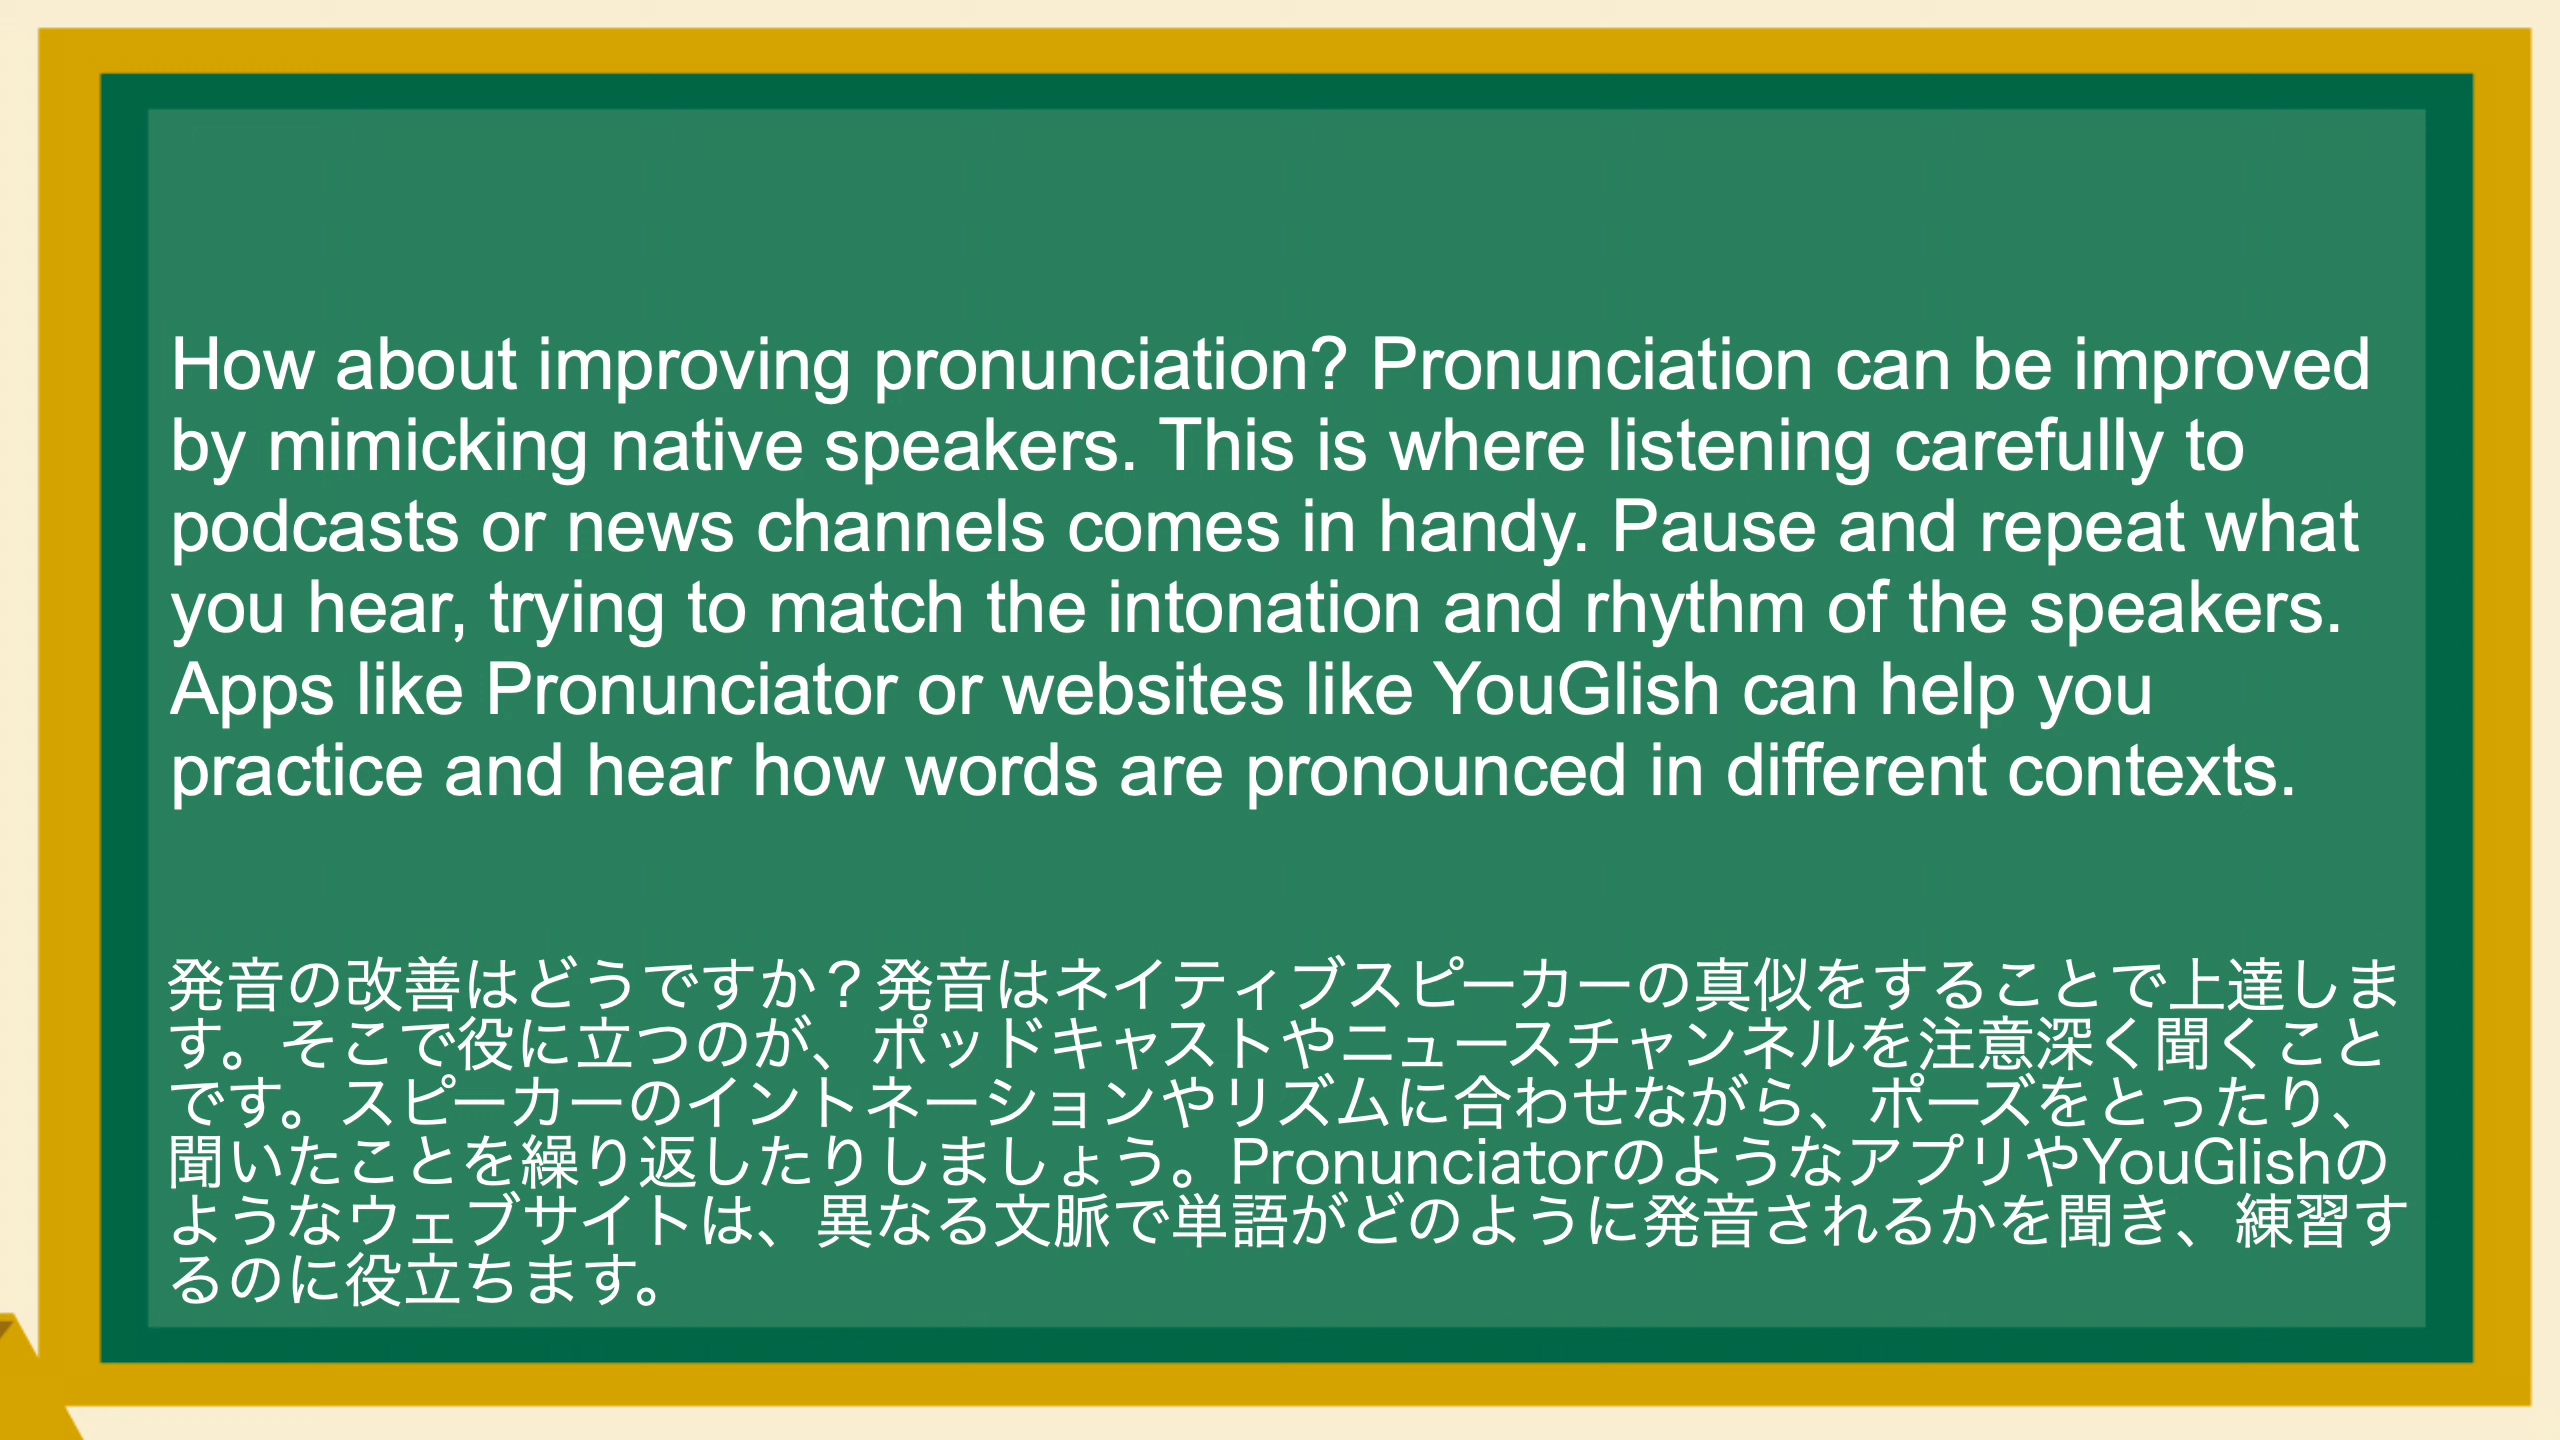 How about improving pronunciation? Pronunciation can be improved
by mimicking native speakers. This is where listening carefully to
podcasts or news channels comes in handy. Pause and repeat what
you hear, trying to match the intonation and rhythm of the speakers.
Apps like Pronunciator or websites like YouGlish can help you
practice and hear how words are pronounced in different contexts.
発音の改善はどうですか？発音はネイティブスピーカーの真似をすることで上達しま
す。そこで役に立つのが、ポッドキャストやニュースチャンネルを注意深く聞くこと
です。スピーカーのイントネーションやリズムに合わせながら、ポーズをとったり、
聞いたことを繰り返したりしましょう。PronunciatorのようなアプリやYouGlishの
ようなウェブサイトは、異なる文脈で単語がどのように発音されるかを聞き、練習す
るのに役立ちます。